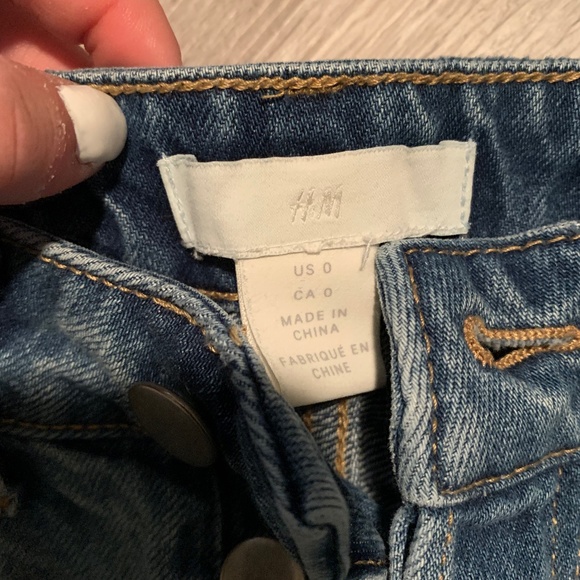 H&M
US 0
CA 0
MADE IN
CHINA
FABRIQUÉ EN
CHINE